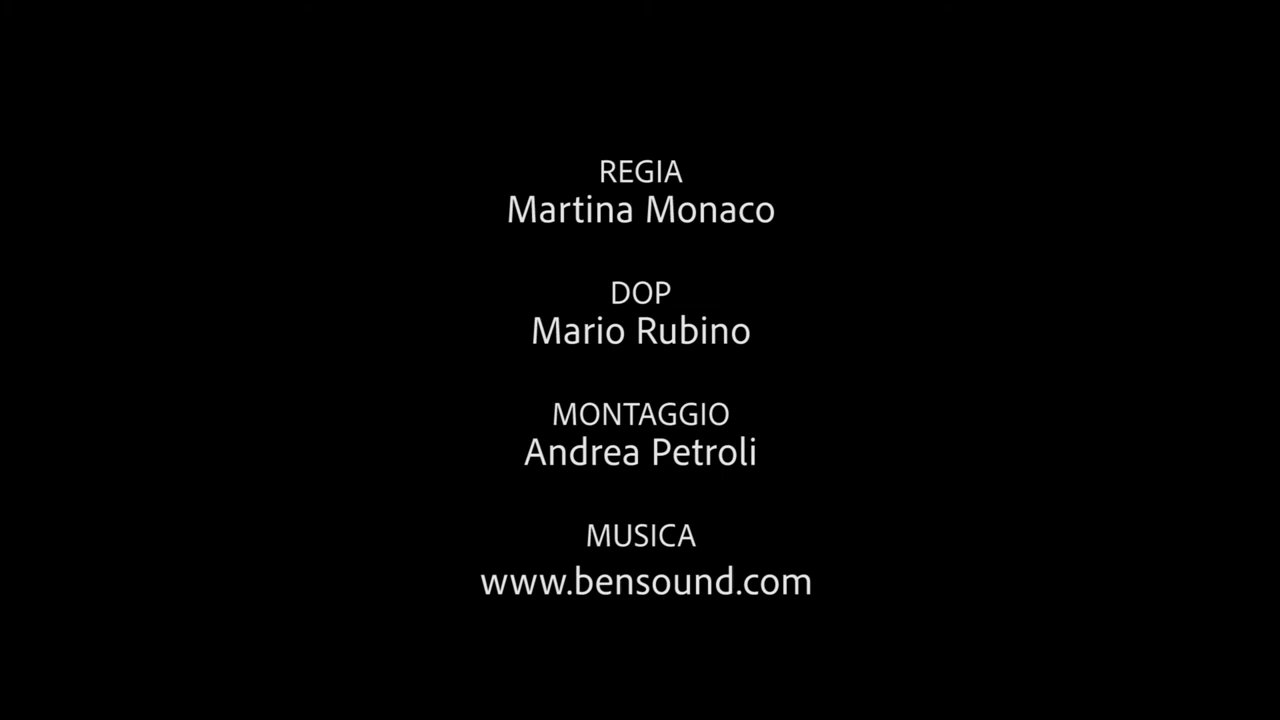 REGIA
Martina Monaco
DOP
Mario Rubino
MONTAGGIO
Andrea Petroli
MUSICA
www.bensound.com